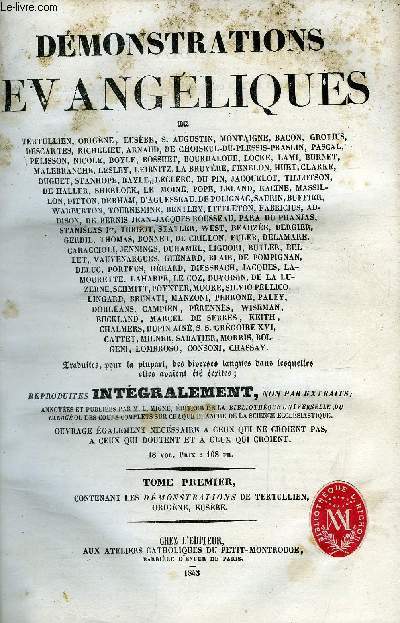 Le-livre.com
DÉMONSTRATIONS
EVANGÉLIQUES
DE
TERTULLIEN, ORIGÈNE, EUSÈBE, S. AUGUSTIN, MONTAIGNE, BACON, GROTIUS,
DESCARTES, RICHELIEU, ARNAUD, DE CHOISEUL-DU-PLESSIS-PRASLIN, PASCAL,
PÉLISSON, NICOLE, BOYLE, BOSSUET, BOURDALOUE, LOCKE, LAMI, BURNET,
MALEBRANCHE, LESLEY, LEIBNITZ, LA BRUYÈRE, FENELON, HUET, CLARKE,
DUGUET, STANHOPE, BAYLE, LECLERC, DU PIN, JACQUELOT, TILLOTSON,
DE HALLER, SHERLOCK, LE MOINE, POPE, LELAND, RACINE, MASSIL-
LON, DITTON, DERHAM, D'AGUESSEAU, DE POLIGNAC, SAURIN, BUFFIER,
WARBURTON, TOURNEMINE, BENTLEY, LITTLETON, FABRICIUS, AD-
DISON, DE BERNIS, JEAN-JACQUES ROUSSEAU, PARA DU PHANJAS,
STANISLAS Ier, TURGOT, STATLER, WEST, BEAUZÉE, BERGIER,
GERDIL, THOMAS, BONNET, DE CRILLON, EULER, DELAMARE,
CARACCIOLI, JENNINGS, DUHAMEL, LIGUORI, BUTLER, BUL-
LET, VAUVENARGUES, GUÉNARD, BLAIR, DE POMPIGNAN,
DELUC, PORTEUS, GÉRARD, DIESSBACH, JACQUES, LA-
MOURETTE, LAHARPE, LE COZ, DUVOISIN, DE LA LU-
ZERNE, SCHMITT, POYNTER, MOORE, SILVIO PELLICO,
LINGARD, BRUNATI, MANZONI, PERRONE, PALEY,
DORLÉANS, CAMPIEN, PÉRENNÈS, WISEMAN,
BUCKLAND, MARCEL DE SERRES, KEITH,
CHALMERS, DUPIN AINÉ, S. S. GRÉGOIRE XVI,
CATTET, MILNER, SABATIER, MORRIS, BOL-
GENI, LOMBROSO, CONSONI, CHASSAY.
Traduites, pour la plupart, des diverses langues dans lesquelles
elles avaient été écrites;
REPRODUITES INTÉGRALEMENT, NON PAR EXTRAITS;
ANNOTÉES ET PUBLIÉES PAR M. L. MIGNE, ÉDITEUR DE LA BIBLIOTHÈQUE UNIVERSELLE DU
CLERGÉ OU DES COURS COMPLETS SUR CHAQUE BRANCHE DE LA SCIENCE ECCLÉSIASTIQUE.
OUVRAGE ÉGALEMENT NÉCESSAIRE A CEUX QUI NE CROIENT PAS,
A CEUX QUI DOUTENT ET A CEUX QUI CROIENT.
18 vol. Prix : 108 fr.
TOME PREMIER,
CONTENANT LES DÉMONSTRATIONS DE TERTULLIEN,
ORIGÈNE, EUSÈBE.
CHEZ L'EDITEUR,
AUX ATELIERS CATHOLIQUES DU PETIT-MONTROUGE,
BARRIÈRE D'ENFER DE PARIS.
1843